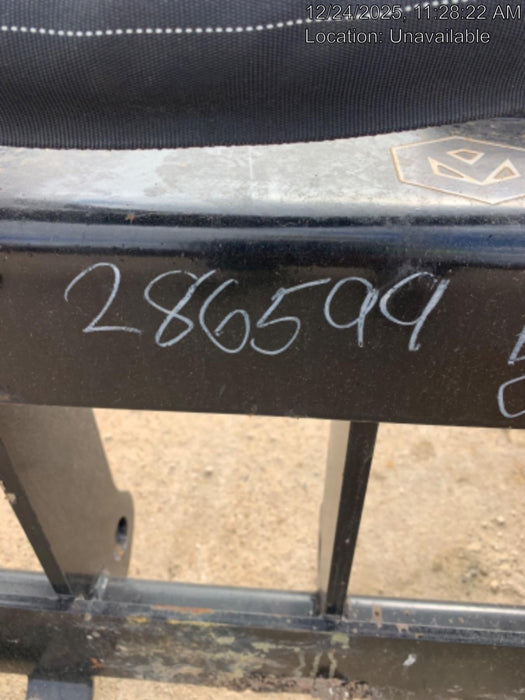 12/24/2025, 11:28:22 AM
Location: Unavailable
286599